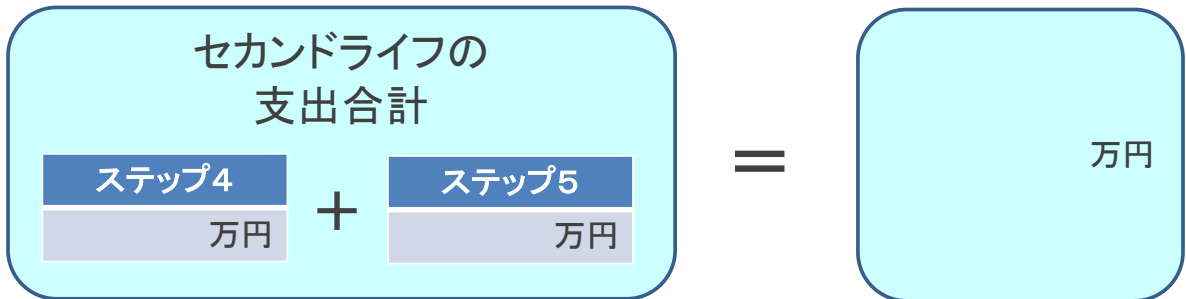 セカンドライフの
支出合計
ステップ4
万円
+
ステップ5
万円
=
万円